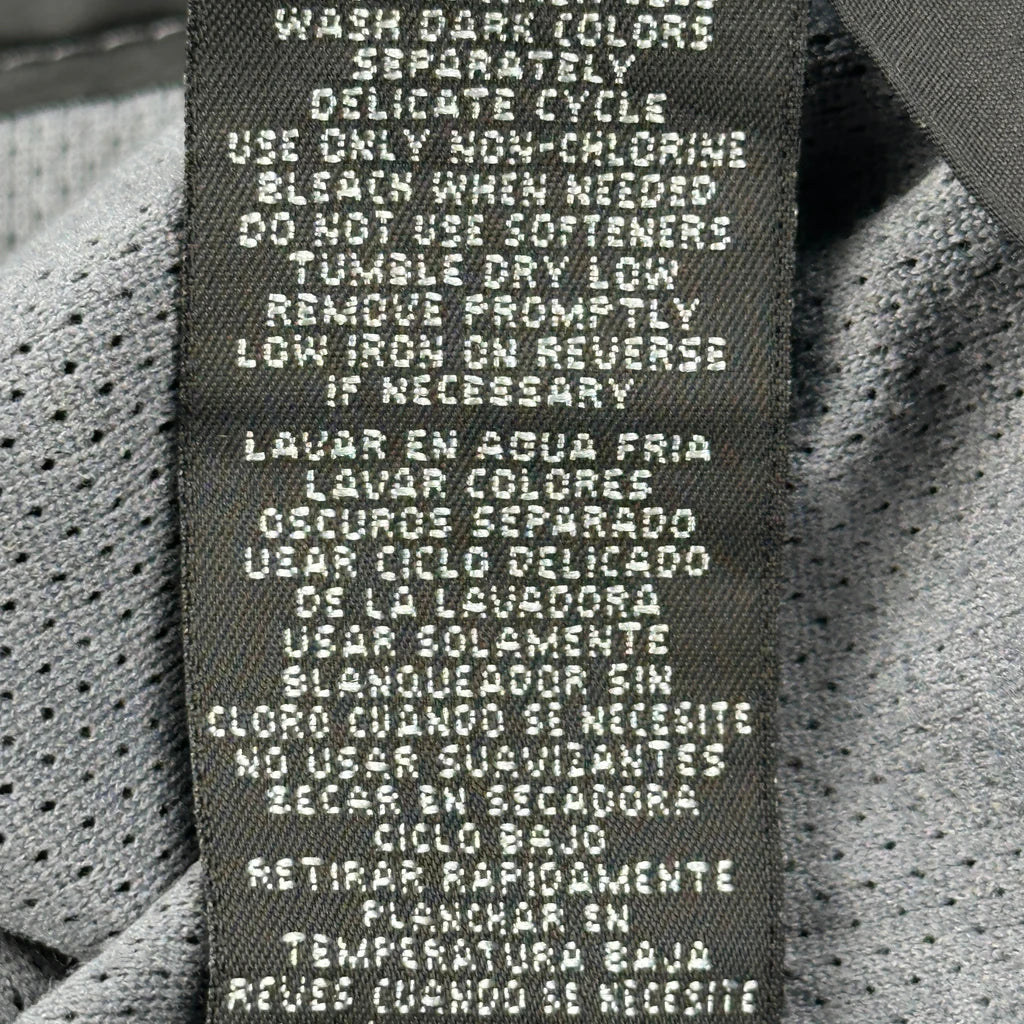 WASH DARK COLORS
SEPARATELY
DELICATE CYCLE
USE ONLY NON-CHLORINE
BLEACH WHEN NEEDED
DO NOT USE SOFTENERS
TUMBLE DRY LOW
REMOVE PROMPTLY
LOW IRON ON REVERSE
IF NECESSARY
LAVAR EN AGUA FRIA
LAVAR COLORES
OSCUROS SEPARADO
USAR CICLO DELICADO
DE LA LAVADORA
USAR SOLAMENTE
BLANQUEADOR SIN
CLORO CUANDO SE NECESITE
NO USAR SUAVIZANTES
SECAR EN SECADORA
CICLO BAJO
RETIRAR RAPIDAMENTE
PLANCHAR EN
TEMPERATURA BAJA
REVES CUANDO SE NECESITE